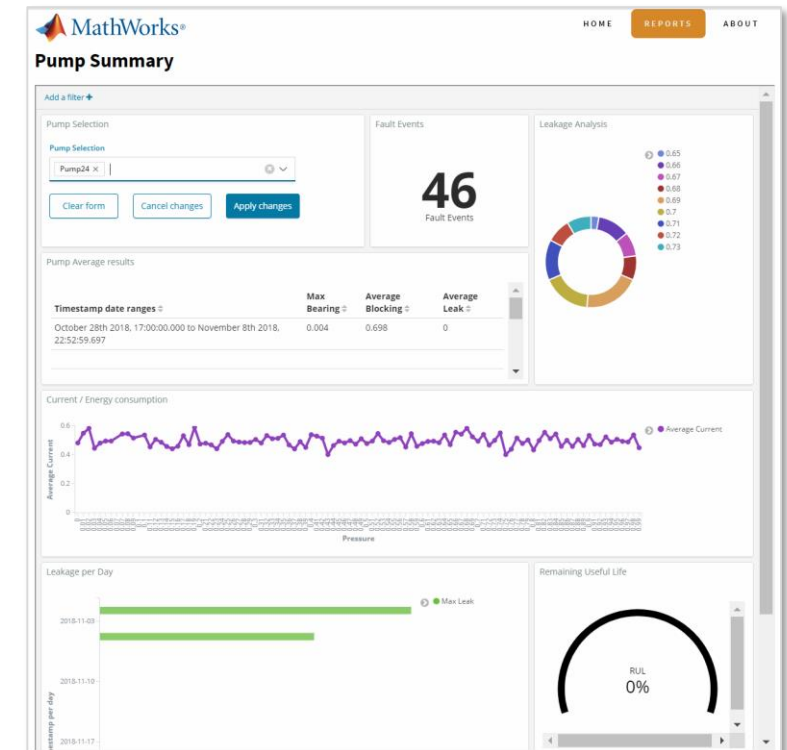 MathWorks®
HOME
REPORTS
ABOUT
Pump Summary
Add a filter +
Pump Selection
Pump Selection
Pump24 ×
Clear form
Cancel changes
Apply changes
Fault Events
46
Fault Events
Leakage Analysis
0.65
0.66
0.67
0.68
0.69
0.7
0.71
0.72
0.73
Pump Average results
Timestamp date ranges
Max Bearing
Average Blocking
Average Leak
October 28th 2018, 17:00:00.000 to November 8th 2018,
22:52:59.697
0.004
0.698
0
Current / Energy consumption
0.6
0.4
0.2
0
Average Current
Average Current
Pressure
Leakage per Day
Max Leak
2018-11-03
2018-11-10
2018-11-17
Remaining Useful Life
RUL
0%